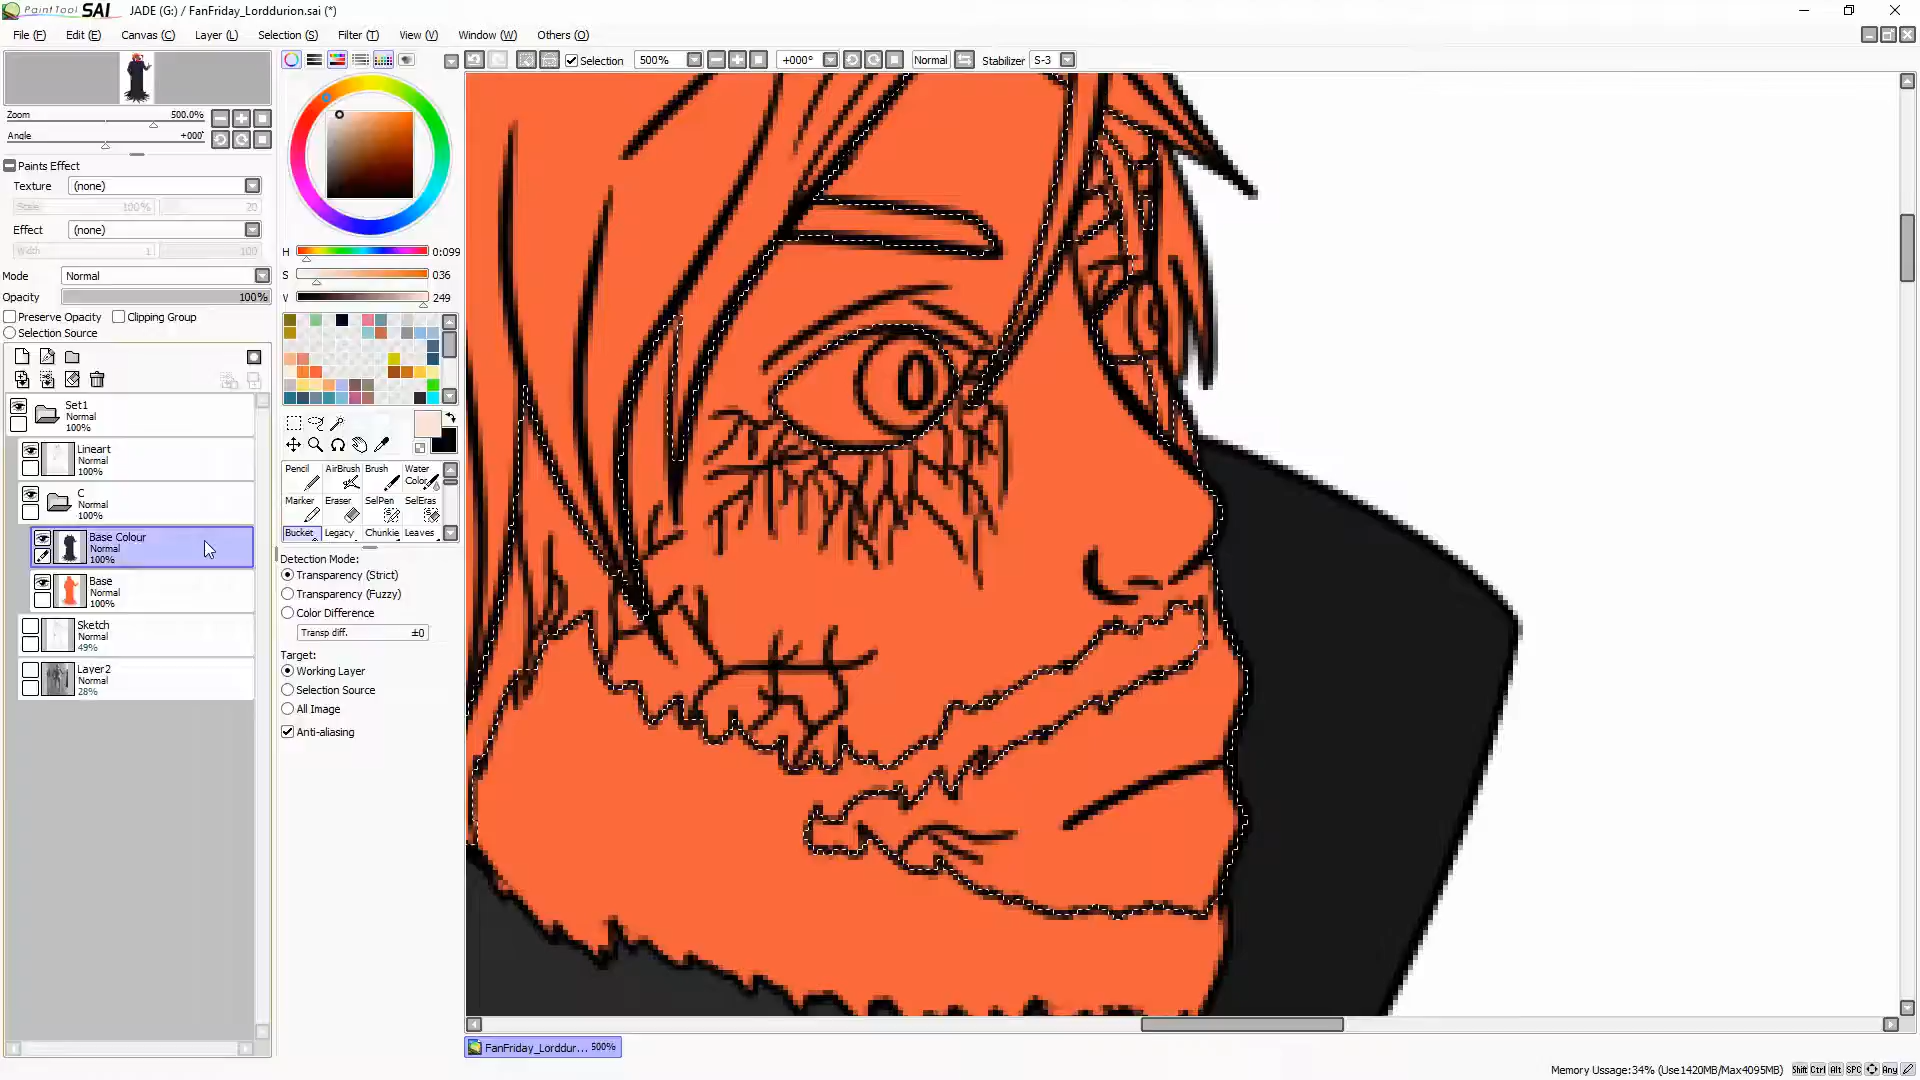 PaintTool SAI JADE (G:) / FanFriday_Lorddurion.sai (*)
File (F) Edit (E) Canvas (C) Layer (L) Selection (S) Filter (T) View (V) Window (W) Others (O)
Selection 500% +000° Normal Stabilizer S-3
Zoom 500.0%
Angle +000°
Paints Effect
Texture (none)
Scale 100% 20
Effect (none)
Width 1 100
Mode Normal
Opacity 100%
Preserve Opacity Clipping Group
Selection Source
Set1
Normal
100%
Lineart
Normal
100%
C
Normal
100%
Base Colour
Normal
100%
Base
Normal
100%
Sketch
Normal
49%
Layer2
Normal
28%
H 0:099
S 036
V 249
Pencil AirBrush Brush Water Color
Marker Eraser SelPen SelEras
Bucket Legacy Chunkie Leaves
Detection Mode:
Transparency (Strict)
Transparency (Fuzzy)
Color Difference
Transp diff. ±0
Target:
Working Layer
Selection Source
All Image
Anti-aliasing
FanFriday_Lorddur... 500%
Memory Ussage:34% (Use1420MB/Max4095MB) Shift Ctrl Alt SPC Any